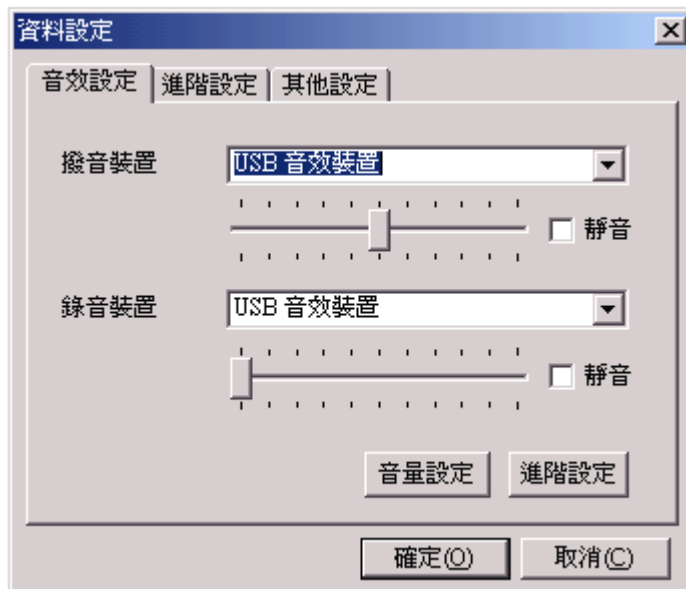 資料設定
音效設定 進階設定 其他設定
撥音裝置 USB 音效裝置
靜音
錄音裝置 USB 音效裝置
靜音
音量設定 進階設定
確定(O) 取消(C)